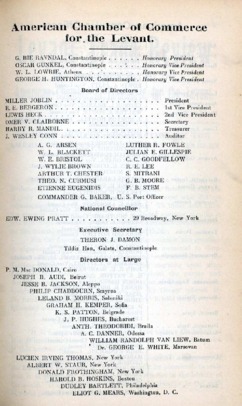 American Chamber of Commerce
for the Levant.
G. BIE RAVNDAL, Constantinople . . . . . . Honorary President
OSCAR GUNKEL, Constantinople . . . . Honorary Vice President
W. L. LOWRIE, Athens . . . . . Honorary Vice President
GEORGE H. HUNTINGTON, Constantinople . Honorary Vice President
Board of Directors
MILLER JOBLIN . . . . . . . . President
E. E. BERGERON . . . . . . . . 1st Vice President
LEWIS HECK . . . . . . . . 2nd Vice President
OMER V. CLAIBORNE . . . . . . . . Secretary
HARRY R. MANDIL . . . . . . . . Treasurer
J. WESLEY CONN . . . . . . . . Auditor
A. G. ARSEN LUTHER R. FOWLE
W. L. BLACKETT JULIAN E. GILLESPIE
W. E. BRISTOL C. C. GOODFELLOW
J. WYLIE BROWN B. F. LEE
ARTHUR T. CHESTER S. MITRANI
THEO. N. CURMUSI G. B. MOORE
ETIENNE EUGENIDIS F. B. STEM
COMMANDER G. BAKER, U. S. Post Officer
National Councillor
EDW. EWING PRATT . . . . . . 29 Broadway, New York
Executive Secretary
THERON J. DAMON
Yildiz Han, Galata, Constantinople
Directors at Large
P. M. Mac DONALD, Cairo
JOSEPH B. AUDI, Beirut
JESSE B. JACKSON, Aleppo
PHILIP CHADBOURN, Smyrna
LELAND B. MORRIS, Saloniki
GRAHAM H. KEMPER, Sofia
K. S. PATTON, Belgrade
J. P. HUGHES, Bucharest
ANTH. THEODORIDI, Braila
A. C. DANNER, Odessa
WILLIAM RANDOLPH VAN LIEW, Batum
Dr. GEORGE E. WHITE, Marsovan
LUCIEN IRVING THOMAS, New York
ALBERT W. STAUB, New York
DONALD FROTHINGHAM, New York
HAROLD B. HOSKINS, Boston
DUDLEY BARTLETT, Philadelphia
ELIOT G. MEARS, Washington, D. C.